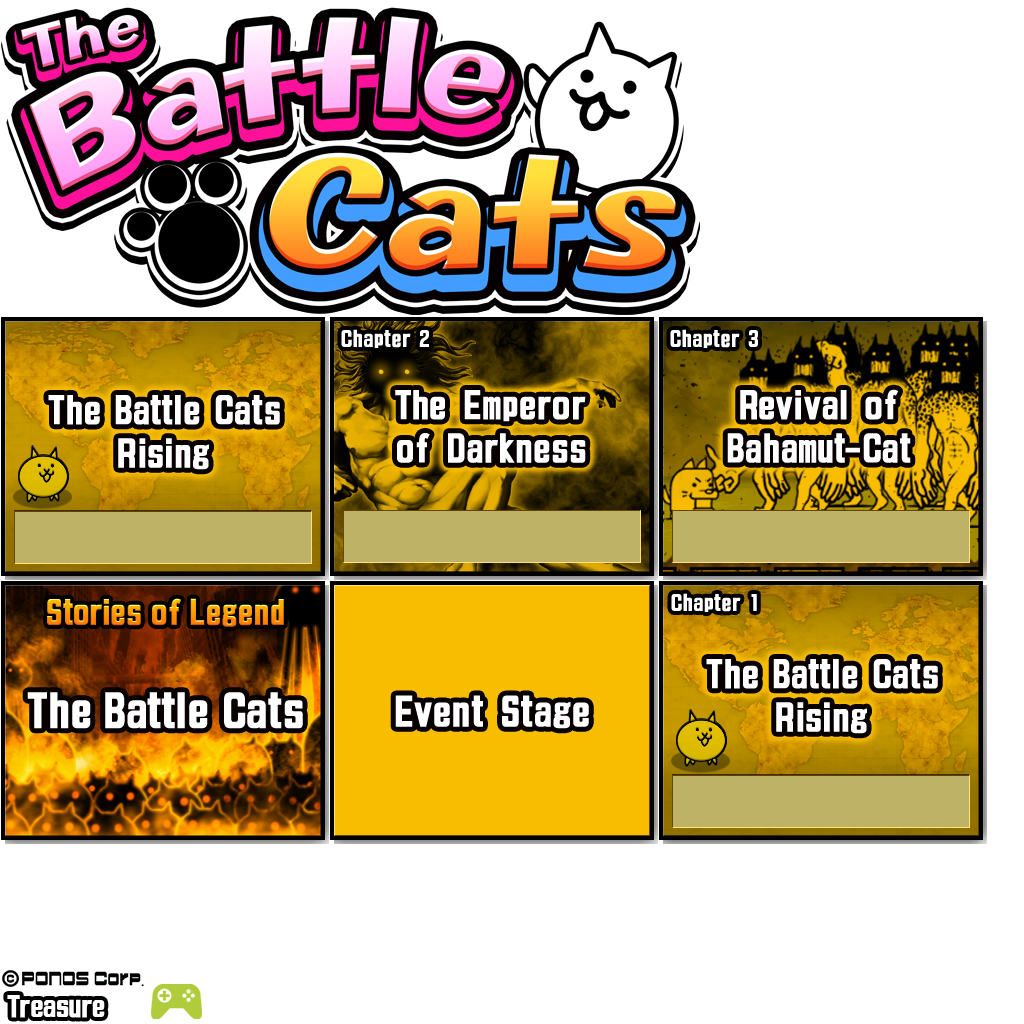 The
Battle
Cats
The Battle Cats
Rising
Chapter 2
The Emperor
of Darkness
Chapter 3
Revival of
Bahamut-Cat
Stories of Legend
The Battle Cats
Event Stage
Chapter 1
The Battle Cats
Rising
© PONOS Corp.
Treasure